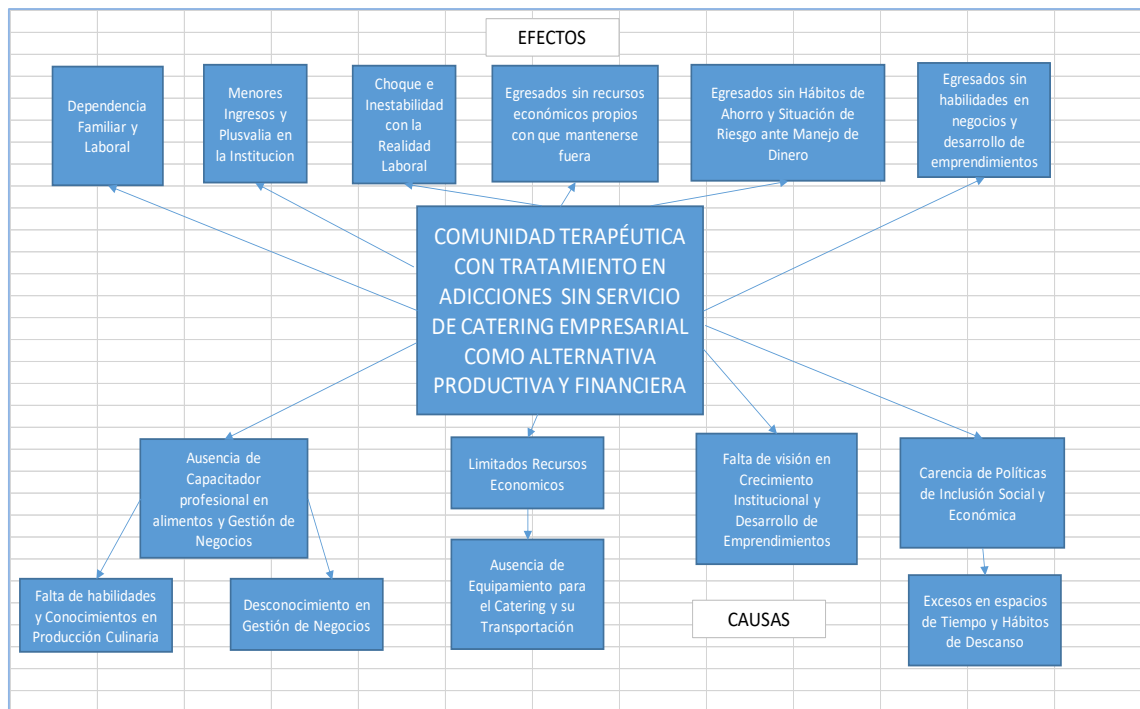 EFECTOS
Dependencia
Familiar y
Laboral
Menores
Ingresos y
Plusvalia en
la Institucion
Choque e
Inestabilidad
con la
Realidad
Laboral
Egresados sin recursos
económicos propios
con que mantenerse
fuera
Egresados sin Hábitos de
Ahorro y Situación de
Riesgo ante Manejo de
Dinero
Egresados sin
habilidades en
negocios y
desarrollo de
emprendimientos
COMUNIDAD TERAPÉUTICA
CON TRATAMIENTO EN
ADICCIONES SIN SERVICIO
DE CATERING EMPRESARIAL
COMO ALTERNATIVA
PRODUCTIVA Y FINANCIERA
Ausencia de
Capacitador
profesional en
alimentos y Gestión de
Negocios
Limitados Recursos
Economicos
Falta de visión en
Crecimiento
Institucional y
Desarrollo de
Emprendimientos
Carencia de Políticas
de Inclusión Social y
Económica
Falta de habilidades
y Conocimientos en
Producción Culinaria
Desconocimiento en
Gestión de Negocios
Ausencia de
Equipamiento para
el Catering y su
Transportación
CAUSAS
Excesos en espacios
de Tiempo y Hábitos
de Descanso